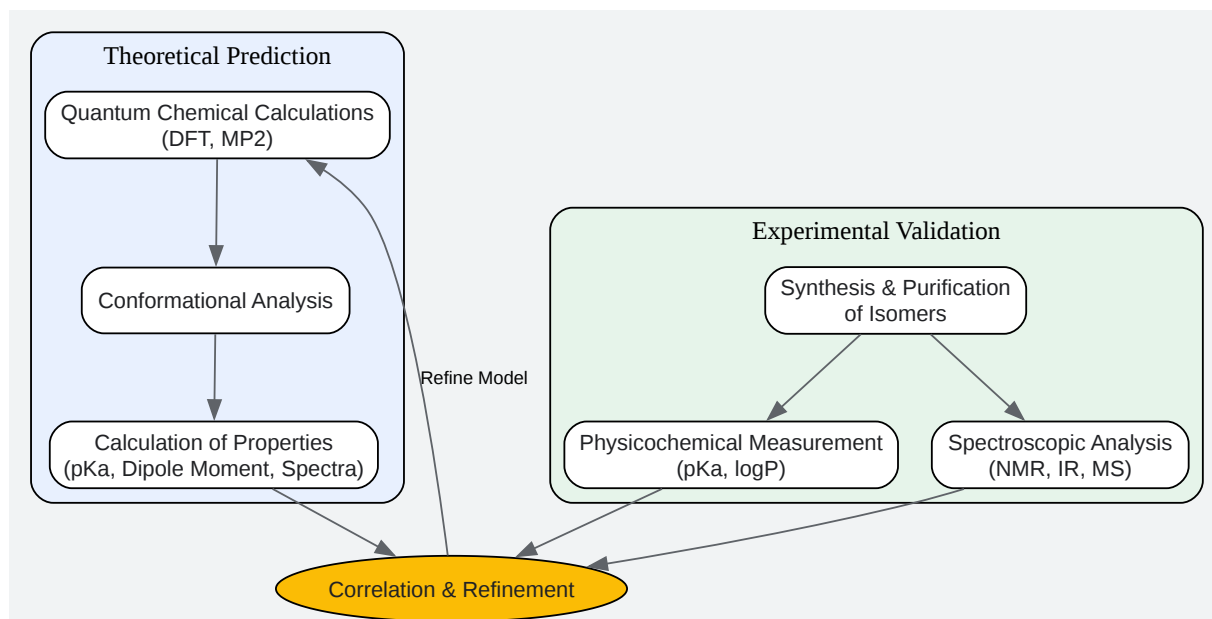 Theoretical Prediction
Quantum Chemical Calculations
(DFT, MP2)
Conformational Analysis
Calculation of Properties
(pKa, Dipole Moment, Spectra)
Refine Model
Experimental Validation
Synthesis & Purification
of Isomers
Physicochemical Measurement
(pKa, logP)
Spectroscopic Analysis
(NMR, IR, MS)
Correlation & Refinement